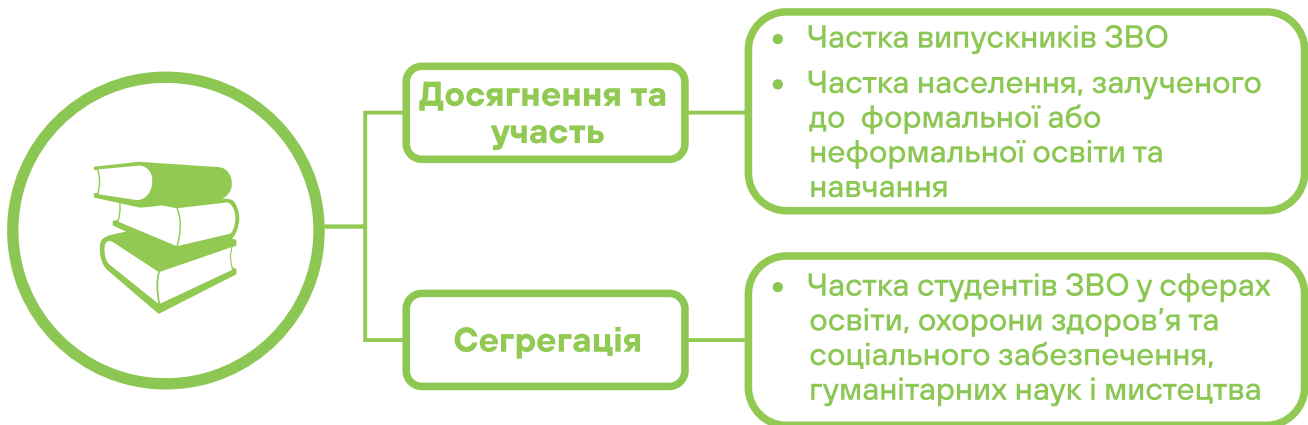 Досягнення та
участь
• Частка випускників ЗВО
• Частка населення, залученого
до формальної або
неформальної освіти та
навчання
Сегрегація
• Частка студентів ЗВО у сферах
освіти, охорони здоров’я та
соціального забезпечення,
гуманітарних наук і мистецтва